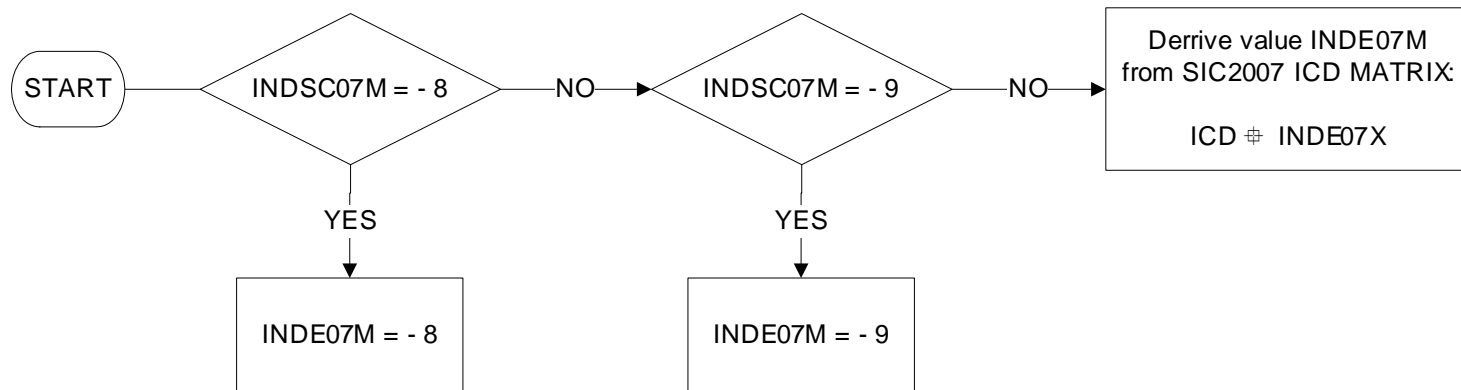 START
INDSC07M = - 8
NO
INDSC07M = - 9
NO
Derrive value INDE07M
from SIC2007 ICD MATRIX:
ICD ⌖ INDE07X
YES
YES
INDE07M = - 8
INDE07M = - 9